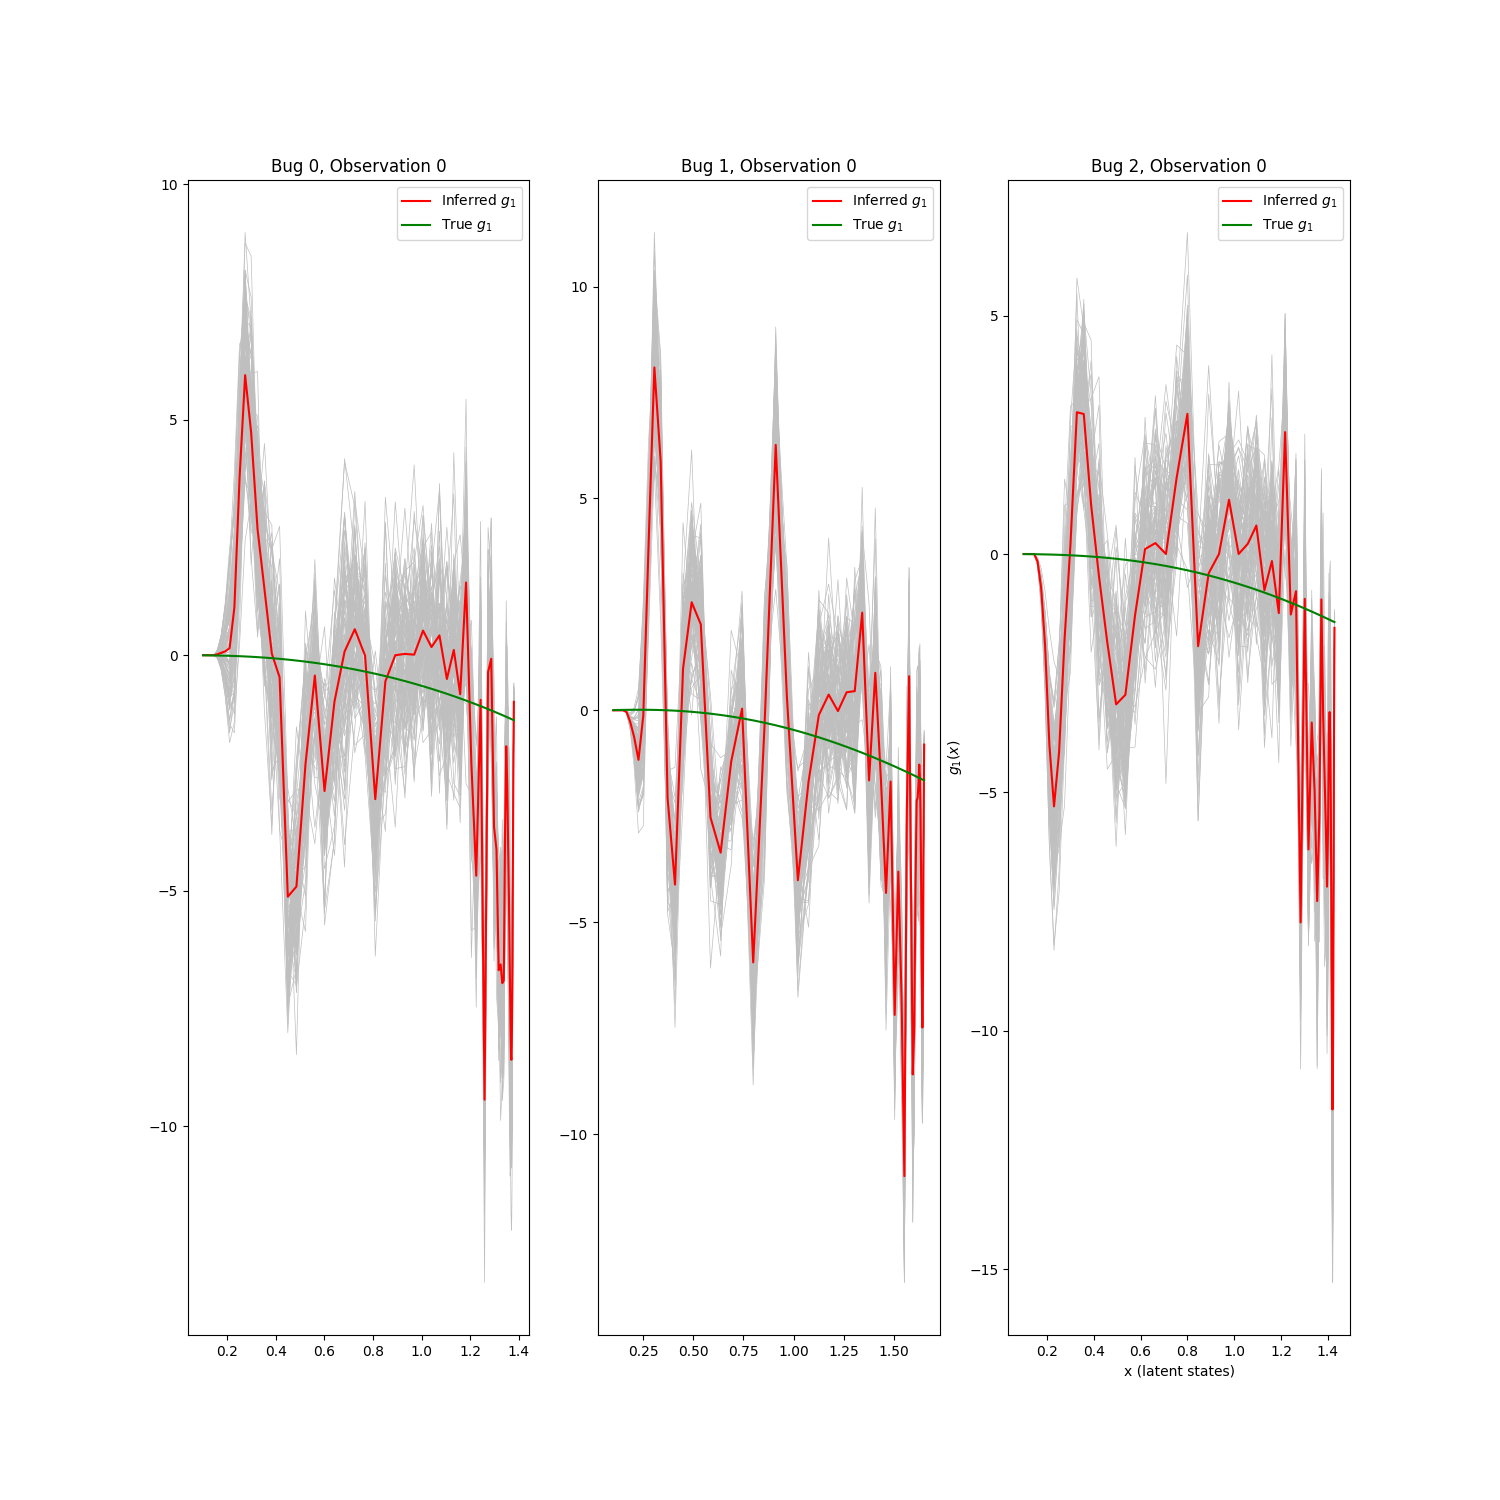 Bug 0, Observation 0
Inferred g₁
True g₁
10
5
0
−5
−10
0.2 0.4 0.6 0.8 1.0 1.2 1.4
Bug 1, Observation 0
Inferred g₁
True g₁
10
5
0
−5
−10
0.25 0.50 0.75 1.00 1.25 1.50
Bug 2, Observation 0
Inferred g₁
True g₁
g₁(x)
5
0
−5
−10
−15
0.2 0.4 0.6 0.8 1.0 1.2 1.4
x (latent states)